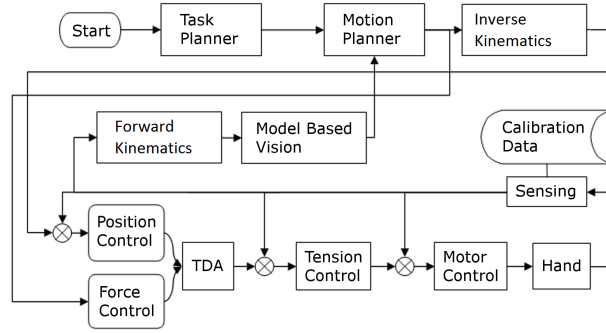 Start
Task
Planner
Motion
Planner
Inverse
Kinematics
Forward
Kinematics
Model Based
Vision
Calibration
Data
Sensing
Position
Control
Force
Control
TDA
Tension
Control
Motor
Control
Hand